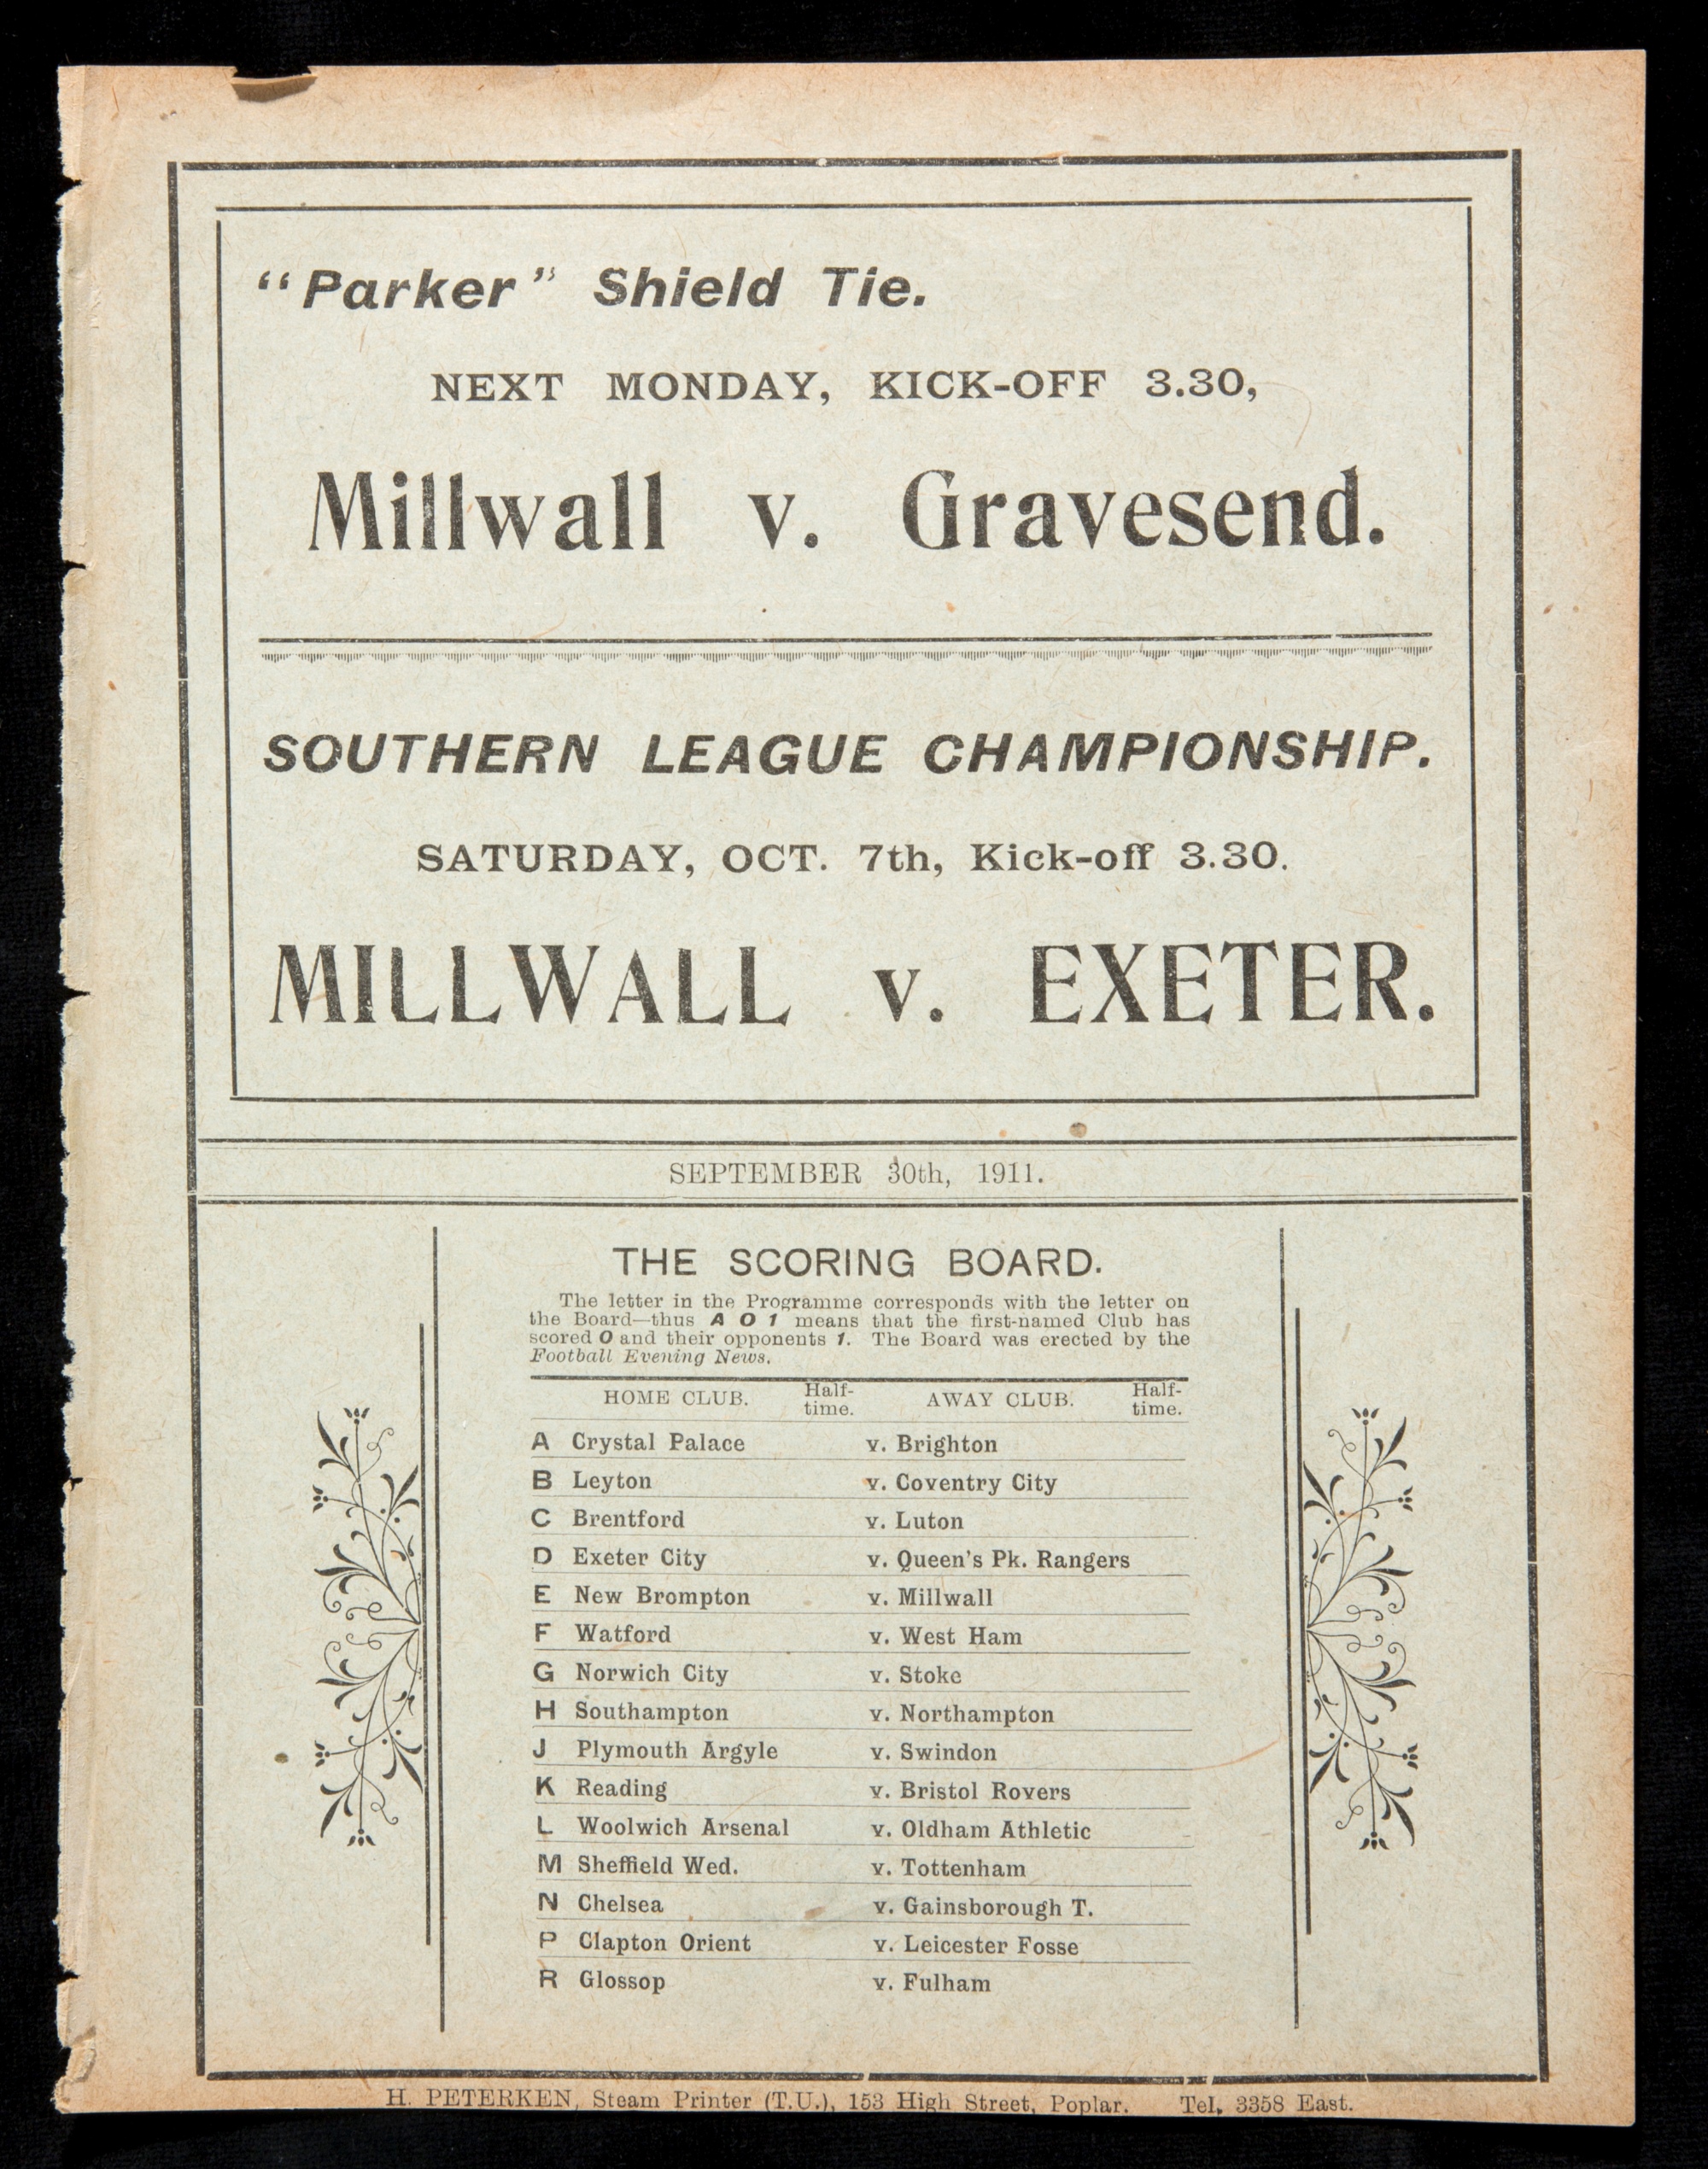 "Parker" Shield Tie.
NEXT MONDAY, KICK-OFF 3.30,
Millwall v. Gravesend.
SOUTHERN LEAGUE CHAMPIONSHIP.
SATURDAY, OCT. 7th, Kick-off 3.30.
MILLWALL v. EXETER.
SEPTEMBER 30th, 1911.
THE SCORING BOARD.
The letter in the Programme corresponds with the letter on
the Board—thus A 0 1 means that the first-named Club has
scored 0 and their opponents 1. The Board was erected by the
Football Evening News.
HOME CLUB. Half-time. AWAY CLUB. Half-time.
A Crystal Palace v. Brighton
B Leyton v. Coventry City
C Brentford v. Luton
D Exeter City v. Queen's Pk. Rangers
E New Brompton v. Millwall
F Watford v. West Ham
G Norwich City v. Stoke
H Southampton v. Northampton
J Plymouth Argyle v. Swindon
K Reading v. Bristol Rovers
L Woolwich Arsenal v. Oldham Athletic
M Sheffield Wed. v. Tottenham
N Chelsea v. Gainsborough T.
P Clapton Orient v. Leicester Fosse
R Glossop v. Fulham
H. PETERKEN, Steam Printer (T.U.), 153 High Street, Poplar. Tel. 3358 East.